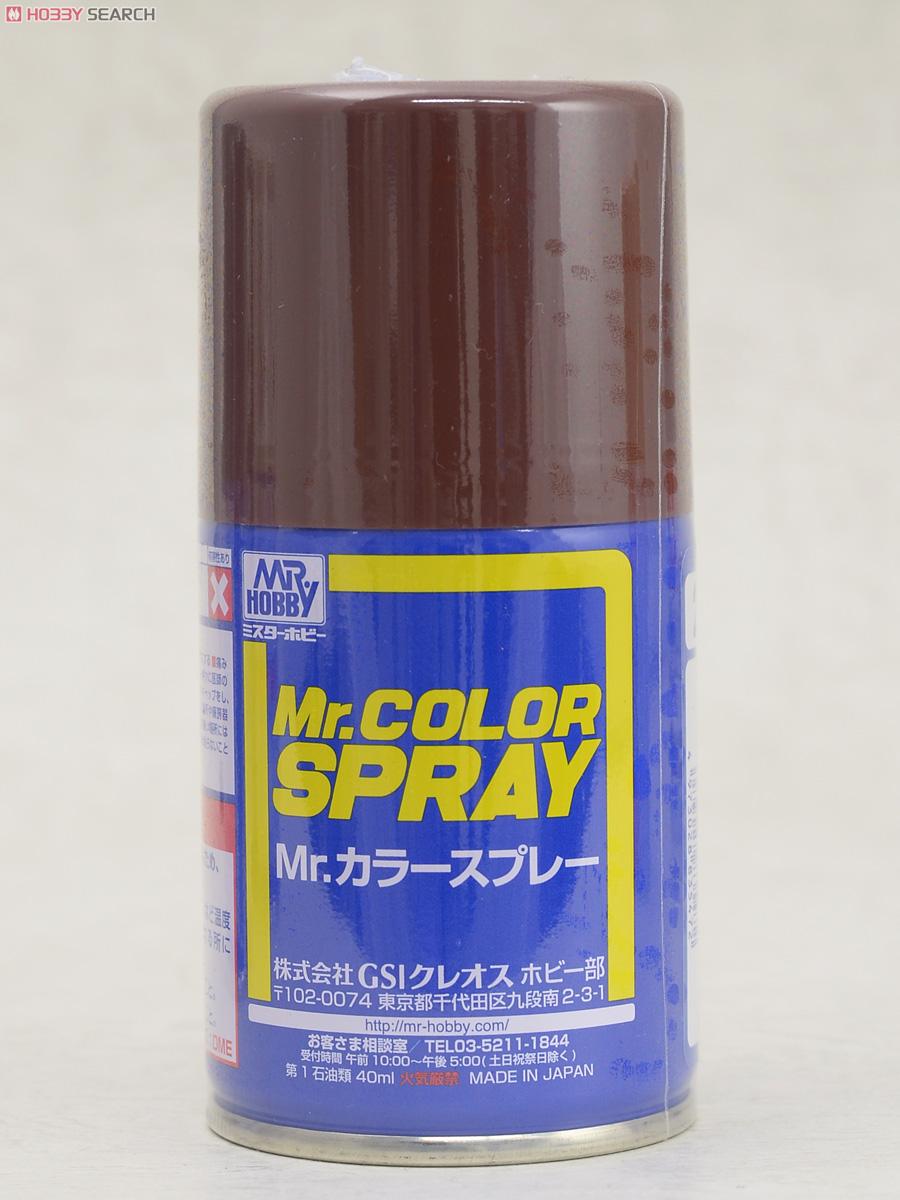 HOBBY SEARCH
MR.
HOBBY
ミスターホビー
Mr.COLOR
SPRAY
Mr.カラースプレー
株式会社 GSIクレオス ホビー部
〒102-0074 東京都千代田区九段南2-3-1
http://mr-hobby.com/
お客さま相談室/TEL03-5211-1844
受付時間 午前10:00〜午後5:00(土日祝祭日除く)
第1石油類 40ml 火気厳禁 MADE IN JAPAN